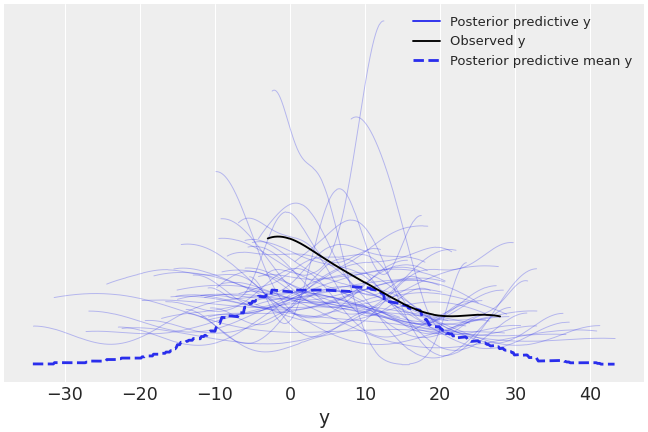 Posterior predictive y
Observed y
Posterior predictive mean y
−30 −20 −10 0 10 20 30 40
y